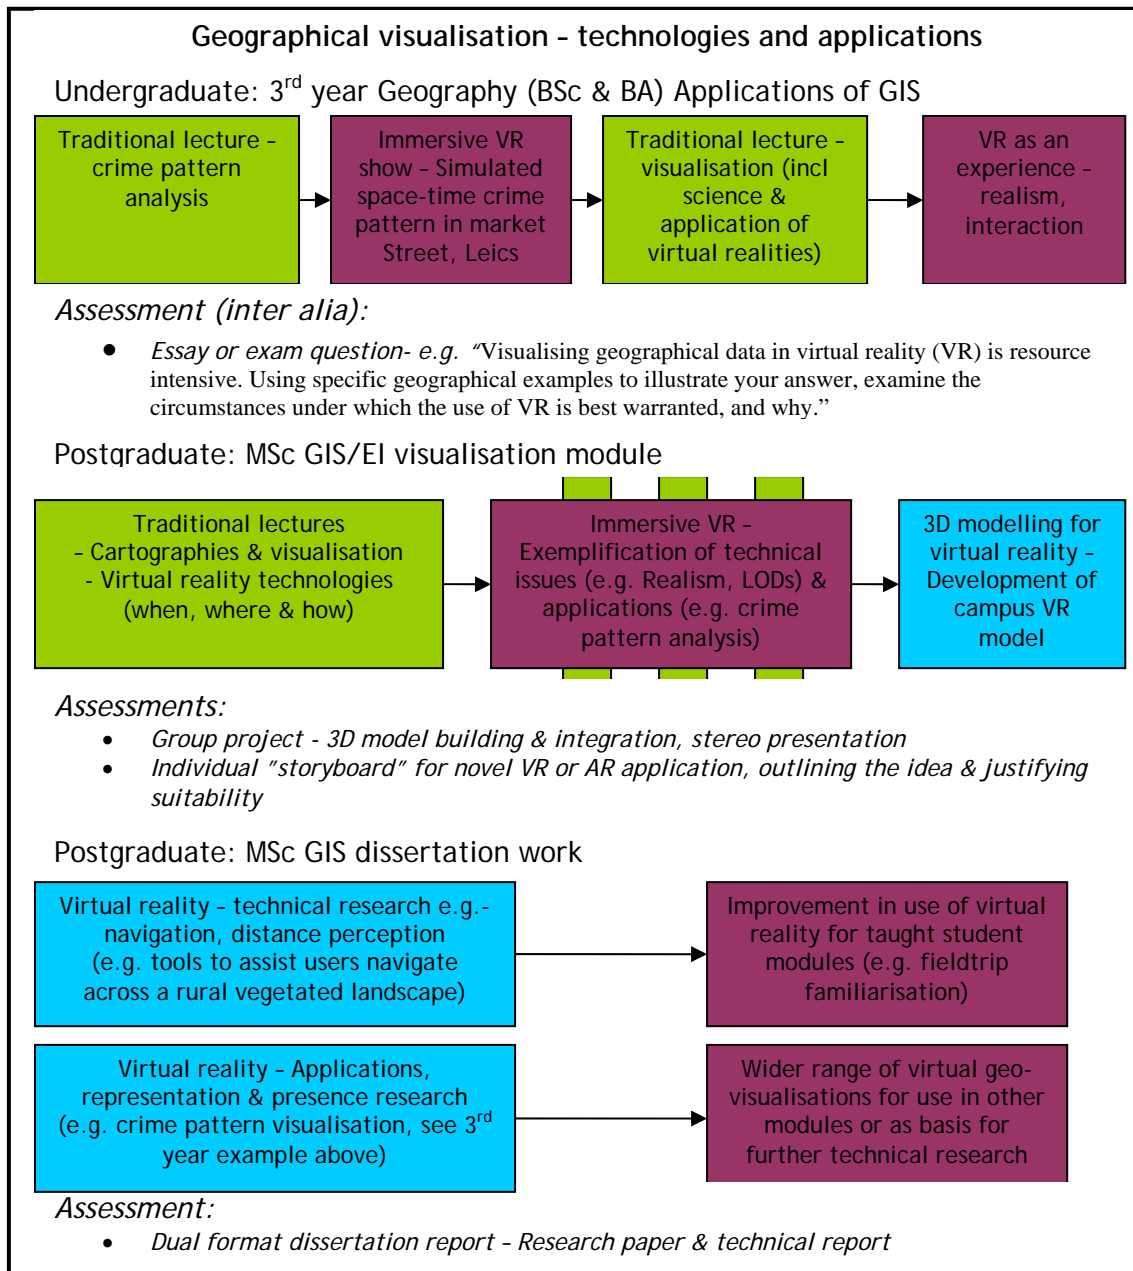 Geographical visualisation – technologies and applications
Undergraduate: 3rd year Geography (BSc & BA) Applications of GIS
Traditional lecture –
crime pattern
analysis
Immersive VR
show – Simulated
space-time crime
pattern in market
Street, Leics
Traditional lecture –
visualisation (incl
science &
application of
virtual realities)
VR as an
experience –
realism,
interaction
Assessment (inter alia):
• Essay or exam question- e.g. "Visualising geographical data in virtual reality (VR) is resource
intensive. Using specific geographical examples to illustrate your answer, examine the
circumstances under which the use of VR is best warranted, and why."
Postgraduate: MSc GIS/EI visualisation module
Traditional lectures
– Cartographies & visualisation
- Virtual reality technologies
(when, where & how)
Immersive VR –
Exemplification of technical
issues (e.g. Realism, LODs) &
applications (e.g. crime
pattern analysis)
3D modelling for
virtual reality –
Development of
campus VR
model
Assessments:
• Group project - 3D model building & integration, stereo presentation
• Individual "storyboard" for novel VR or AR application, outlining the idea & justifying
suitability
Postgraduate: MSc GIS dissertation work
Virtual reality – technical research e.g.-
navigation, distance perception
(e.g. tools to assist users navigate
across a rural vegetated landscape)
Improvement in use of virtual
reality for taught student
modules (e.g. fieldtrip
familiarisation)
Virtual reality – Applications,
representation & presence research
(e.g. crime pattern visualisation, see 3rd
year example above)
Wider range of virtual geo-
visualisations for use in other
modules or as basis for
further technical research
Assessment:
• Dual format dissertation report – Research paper & technical report